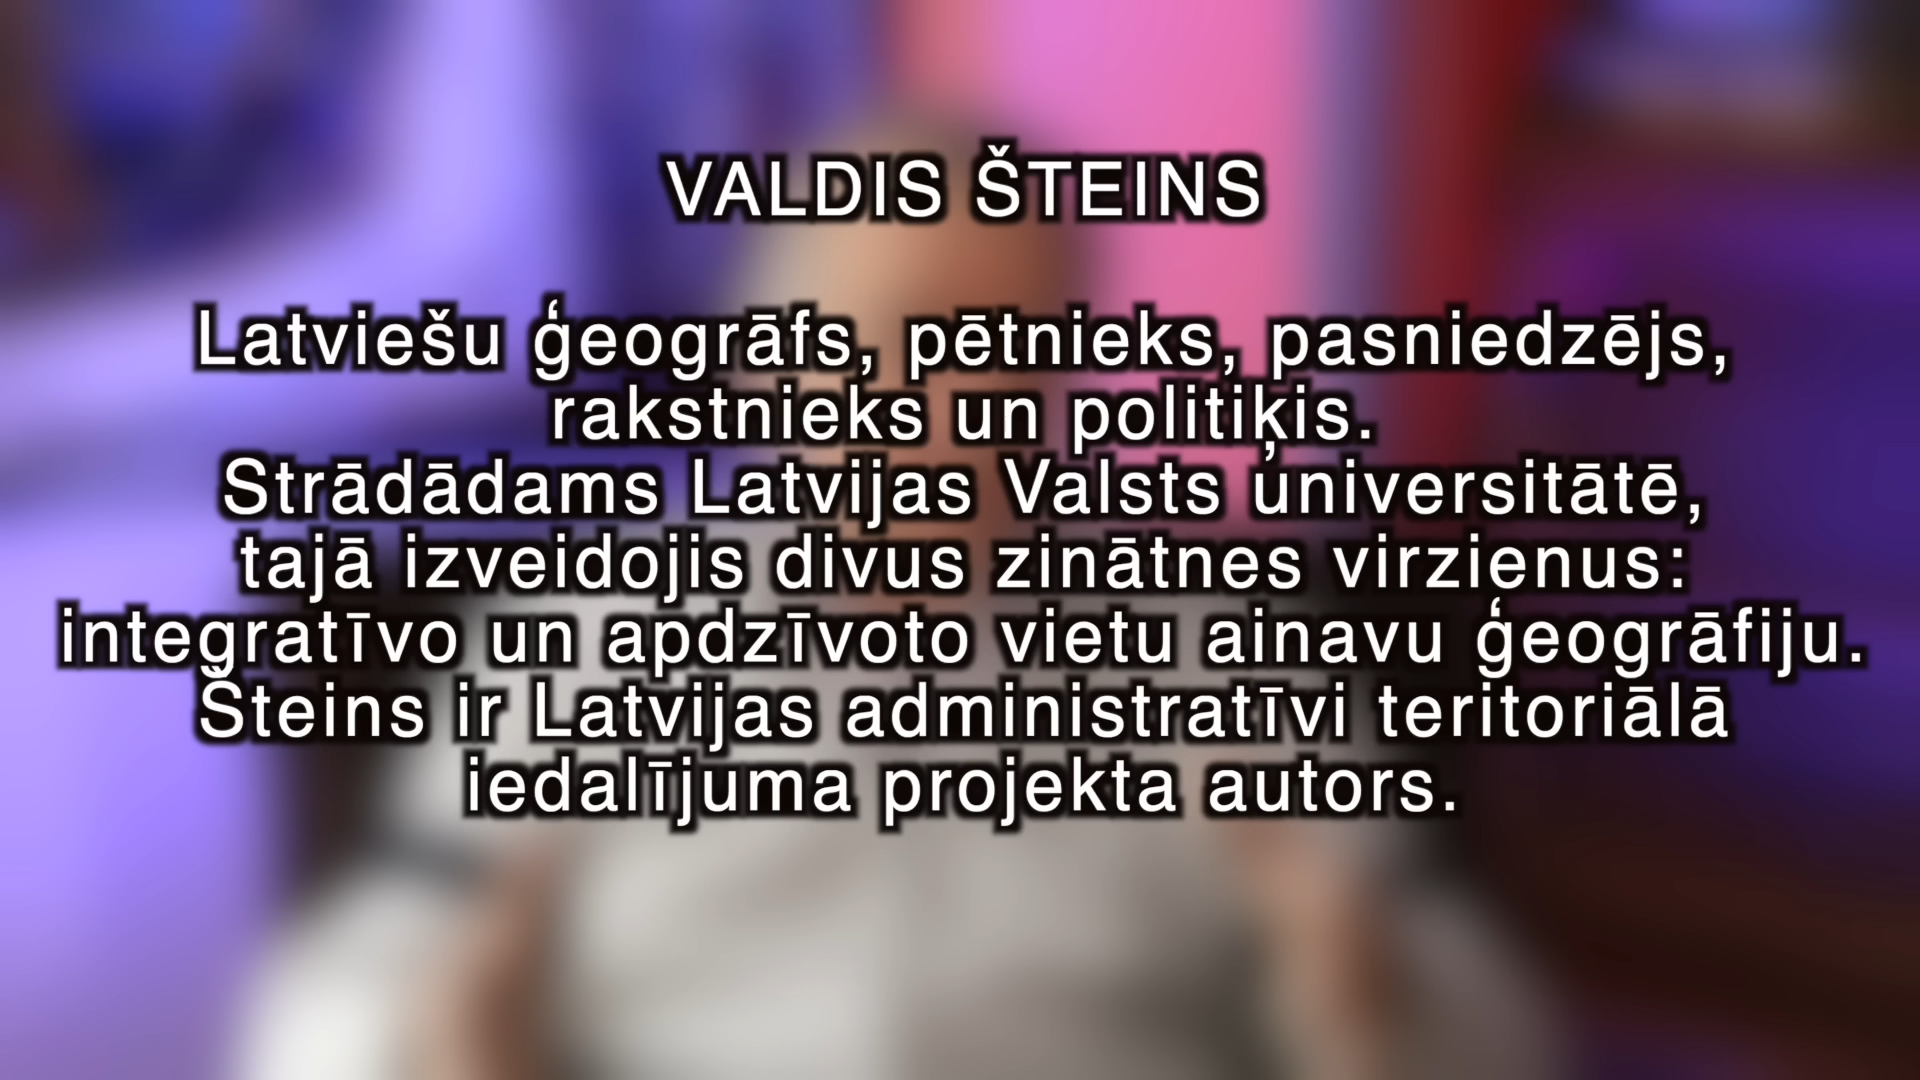 VALDIS ŠTEINS
Latviešu ģeogrāfs, pētnieks, pasniedzējs,
rakstnieks un politiķis.
Strādādams Latvijas Valsts universitātē,
tajā izveidojis divus zinātnes virzienus:
integratīvo un apdzīvoto vietu ainavu ģeogrāfiju.
Šteins ir Latvijas administratīvi teritoriālā
iedalījuma projekta autors.